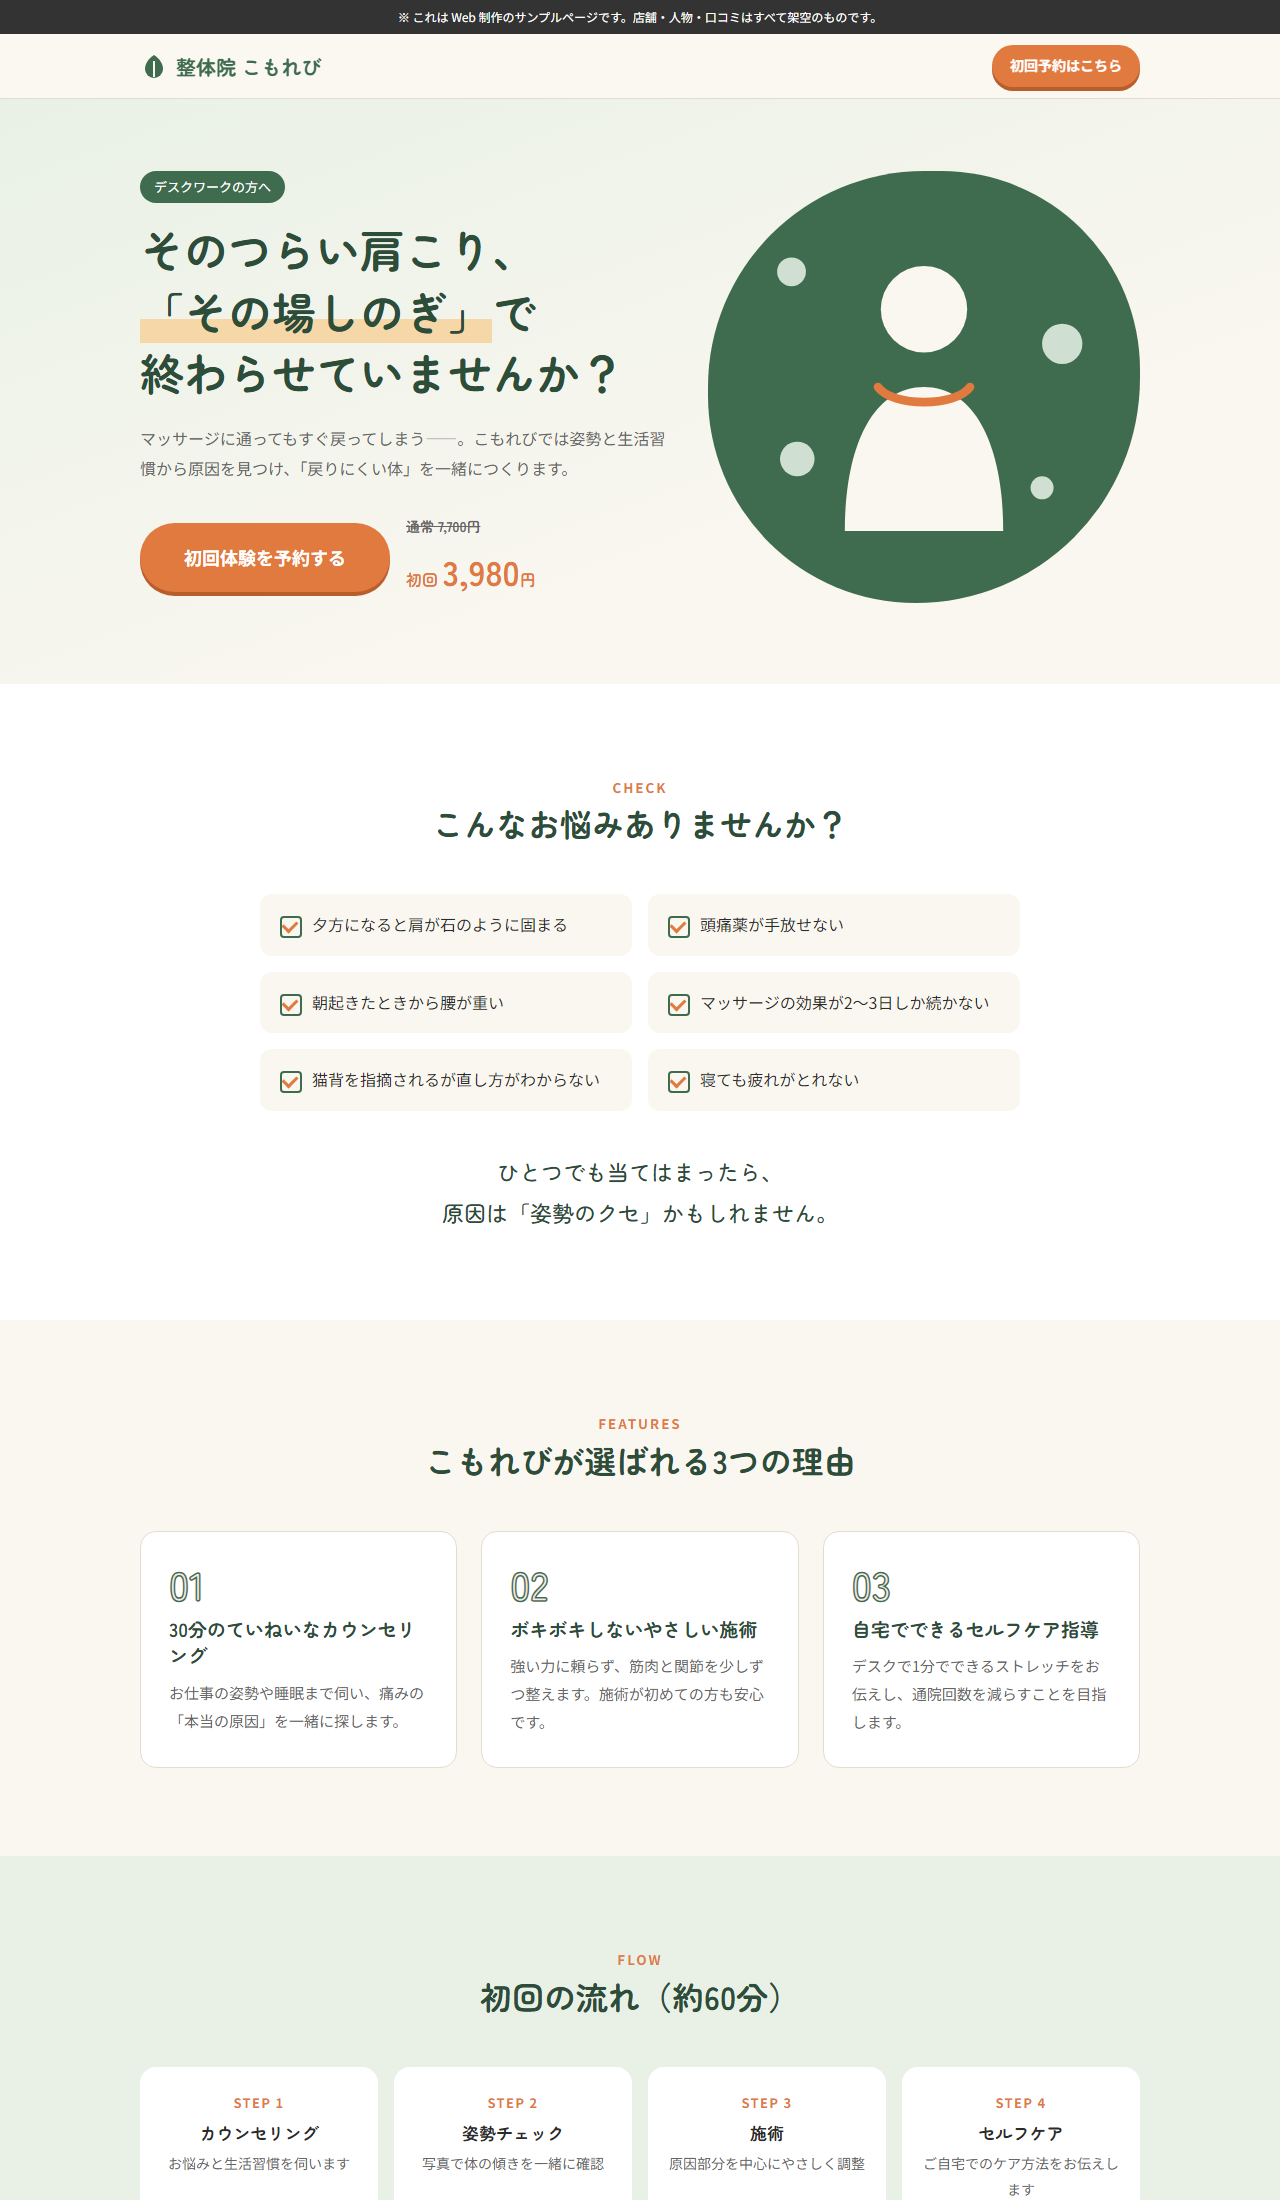 ※ これは Web 制作のサンプルページです。店舗・人物・口コミはすべて架空のものです。
整体院 こもれび
初回予約はこちら
デスクワークの方へ
そのつらい肩こり、
「その場しのぎ」で
終わらせていませんか？
マッサージに通ってもすぐ戻ってしまう——。こもれびでは姿勢と生活習
慣から原因を見つけ、「戻りにくい体」を一緒につくります。
初回体験を予約する
通常 7,700円
初回 3,980円
CHECK
こんなお悩みありませんか？
夕方になると肩が石のように固まる
頭痛薬が手放せない
朝起きたときから腰が重い
マッサージの効果が2〜3日しか続かない
猫背を指摘されるが直し方がわからない
寝ても疲れがとれない
ひとつでも当てはまったら、
原因は「姿勢のクセ」かもしれません。
FEATURES
こもれびが選ばれる3つの理由
01
30分のていねいなカウンセリ
ング
お仕事の姿勢や睡眠まで伺い、痛みの
「本当の原因」を一緒に探します。
02
ボキボキしないやさしい施術
強い力に頼らず、筋肉と関節を少しず
つ整えます。施術が初めての方も安心
です。
03
自宅でできるセルフケア指導
デスクで1分でできるストレッチをお
伝えし、通院回数を減らすことを目指
します。
FLOW
初回の流れ（約60分）
STEP 1
カウンセリング
お悩みと生活習慣を伺います
STEP 2
姿勢チェック
写真で体の傾きを一緒に確認
STEP 3
施術
原因部分を中心にやさしく調整
STEP 4
セルフケア
ご自宅でのケア方法をお伝えし
ます